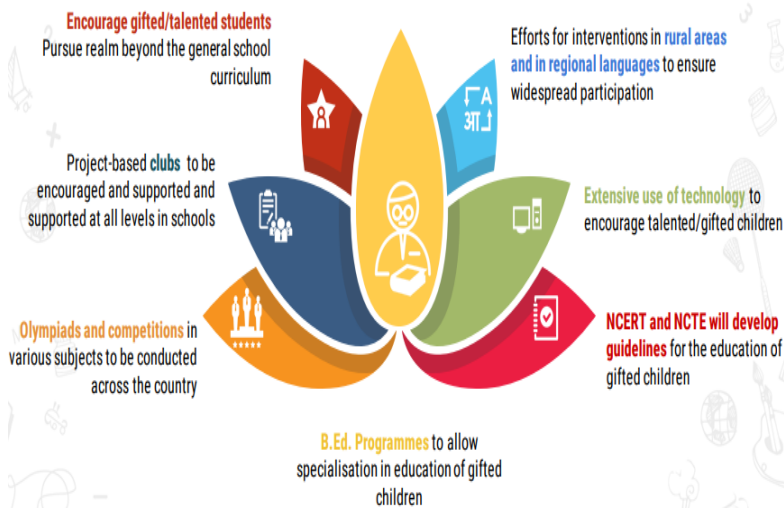 Encourage gifted/talented students
Pursue realm beyond the general school
curriculum
Project-based clubs to be
encouraged and supported and
supported at all levels in schools
Olympiads and competitions in
various subjects to be conducted
across the country
B.Ed. Programmes to allow
specialisation in education of gifted
children
Efforts for interventions in rural areas
and in regional languages to ensure
widespread participation
A
आ
Extensive use of technology to
encourage talented/gifted children
NCERT and NCTE will develop
guidelines for the education of
gifted children